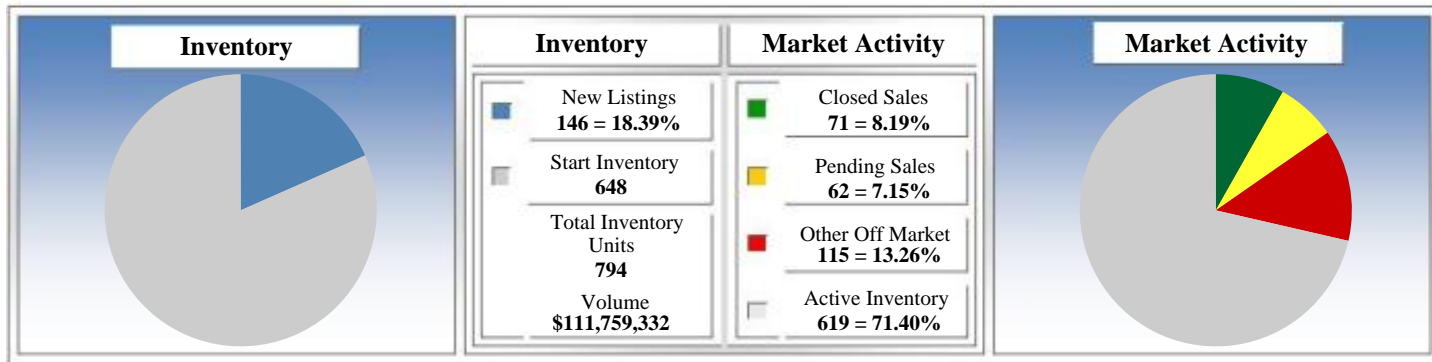 Inventory
Inventory
Market Activity
Market Activity
New Listings
146 = 18.39%
Start Inventory
648
Total Inventory
Units
794
Volume
$111,759,332
Closed Sales
71 = 8.19%
Pending Sales
62 = 7.15%
Other Off Market
115 = 13.26%
Active Inventory
619 = 71.40%